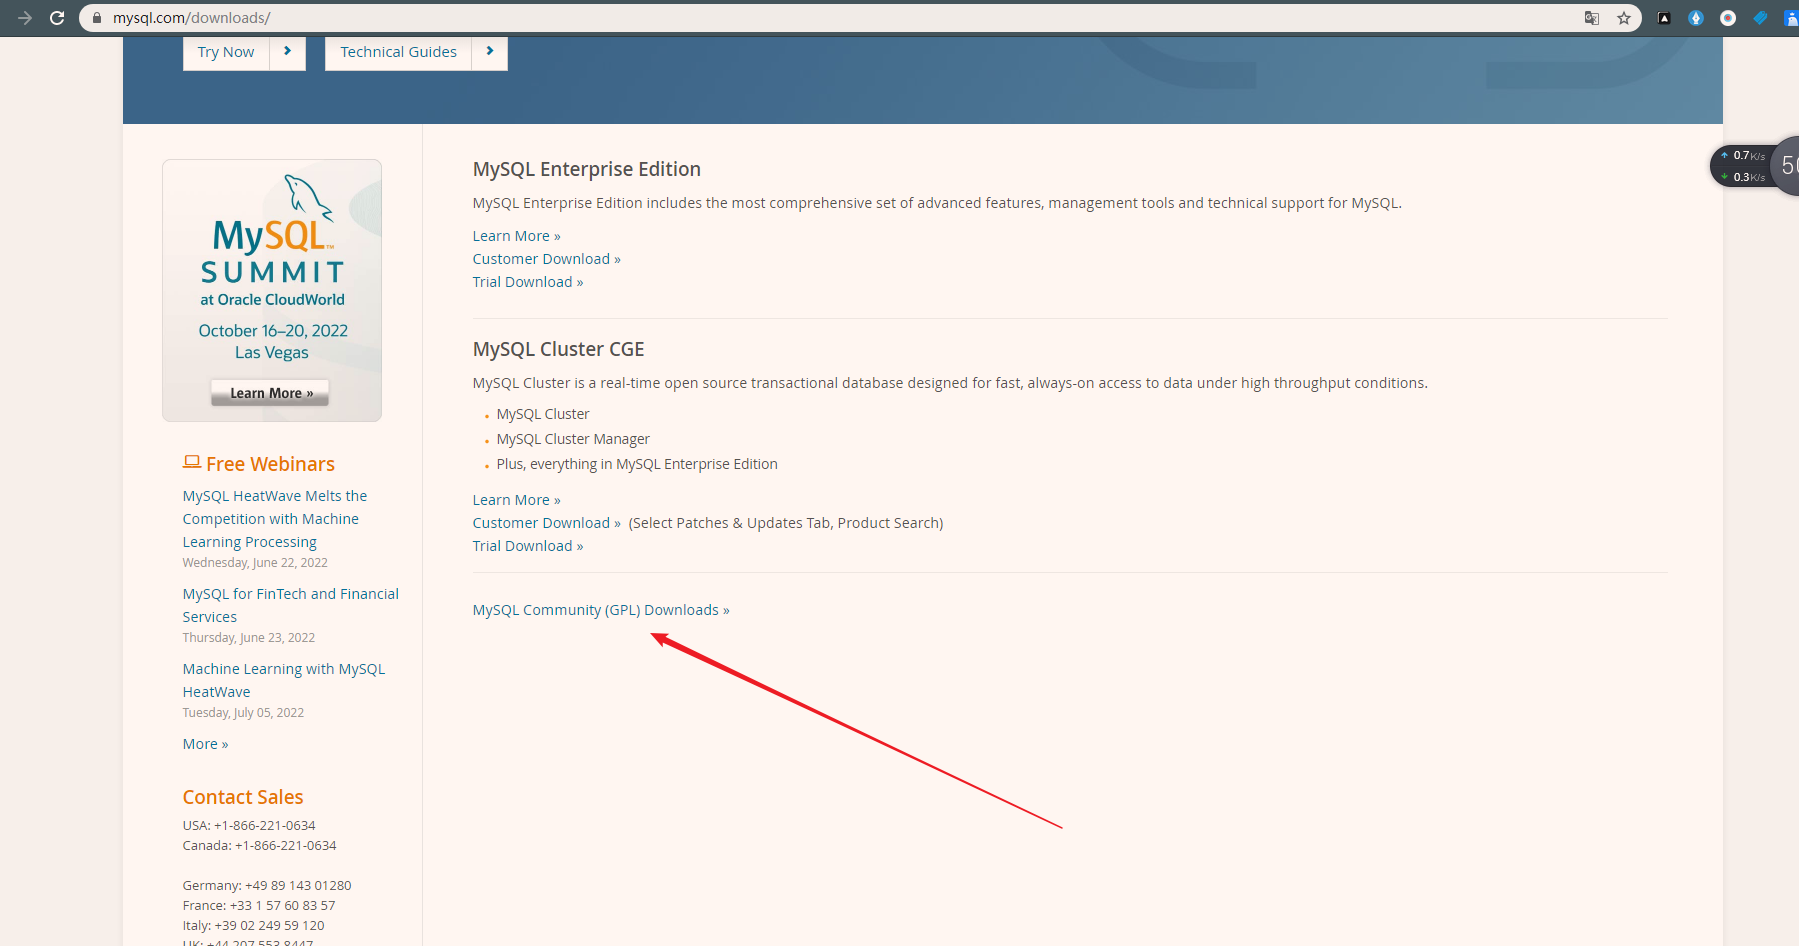 mysql.com/downloads/
Try Now
Technical Guides
0.7K/s
0.3K/s
MySQL™
SUMMIT
at Oracle CloudWorld
October 16–20, 2022
Las Vegas
Learn More »
Free Webinars
MySQL HeatWave Melts the
Competition with Machine
Learning Processing
Wednesday, June 22, 2022
MySQL for FinTech and Financial
Services
Thursday, June 23, 2022
Machine Learning with MySQL
HeatWave
Tuesday, July 05, 2022
More »
Contact Sales
USA: +1-866-221-0634
Canada: +1-866-221-0634
Germany: +49 89 143 01280
France: +33 1 57 60 83 57
Italy: +39 02 249 59 120
UK: +44 207 553 8447
MySQL Enterprise Edition
MySQL Enterprise Edition includes the most comprehensive set of advanced features, management tools and technical support for MySQL.
Learn More »
Customer Download »
Trial Download »
MySQL Cluster CGE
MySQL Cluster is a real-time open source transactional database designed for fast, always-on access to data under high throughput conditions.
MySQL Cluster
MySQL Cluster Manager
Plus, everything in MySQL Enterprise Edition
Learn More »
Customer Download » (Select Patches & Updates Tab, Product Search)
Trial Download »
MySQL Community (GPL) Downloads »